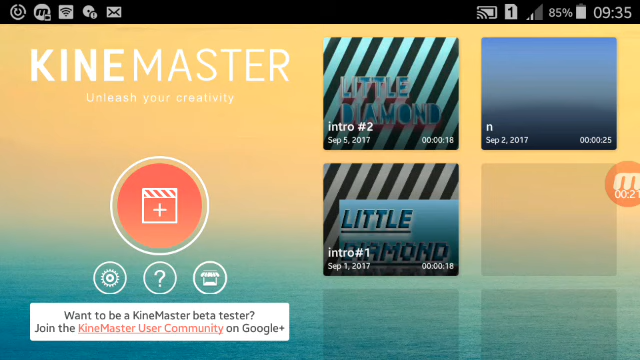 1
85%
09:35
KINEMASTER
Unleash your creativity
LITTLE
DIAMOND
intro #2
Sep 5, 2017 00:00:18
n
Sep 2, 2017 00:00:25
LITTLE
DIAMOND
intro#1
Sep 1, 2017 00:00:18
?
Want to be a KineMaster beta tester?
Join the KineMaster User Community on Google+